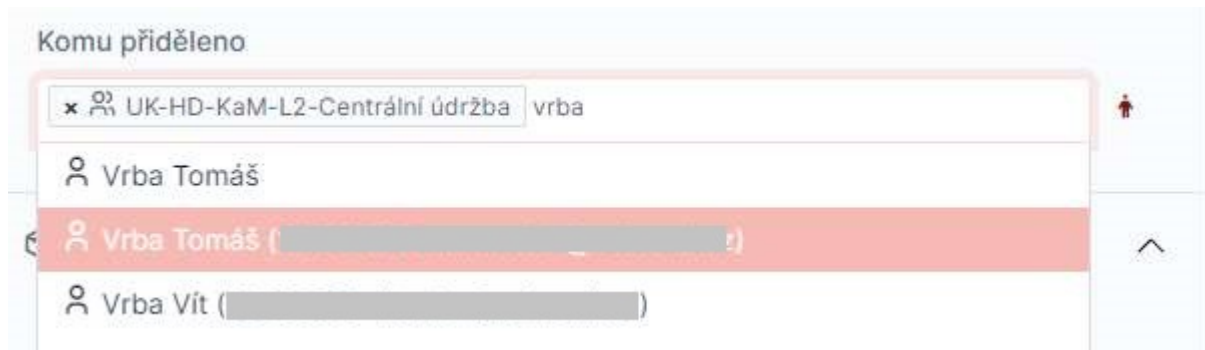 Komu přiděleno
× UK-HD-KaM-L2-Centrální údržba vrba
Vrba Tomáš
Vrba Tomáš ( z)
Vrba Vít ( )